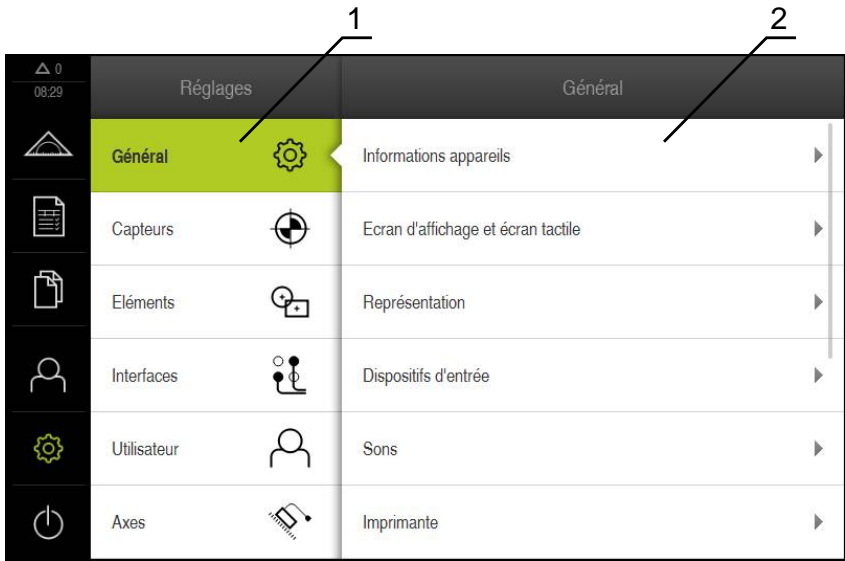 1
2
0
08:29
Réglages
Général
Général
Capteurs
Eléments
Interfaces
Utilisateur
Axes
Informations appareils
Ecran d'affichage et écran tactile
Représentation
Dispositifs d'entrée
Sons
Imprimante